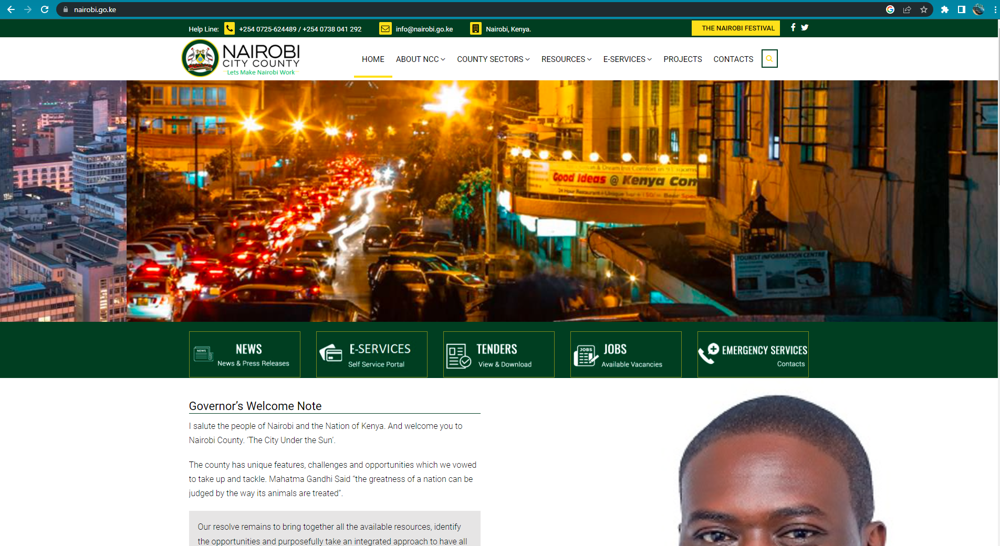 nairobi.go.ke
Help Line: +254 0725-624489 / +254 0738 041 292 info@nairobi.go.ke Nairobi, Kenya. THE NAIROBI FESTIVAL
NAIROBI
CITY COUNTY
Lets Make Nairobi Work
HOME ABOUT NCC COUNTY SECTORS RESOURCES E-SERVICES PROJECTS CONTACTS
Good Ideas @ Kenya Com
TOURIST INFORMATION CENTRE
NEWS
NEWS
News & Press Releases
E-SERVICES
Self Service Portal
TENDERS
View & Download
JOBS
JOBS
Available Vacancies
EMERGENCY SERVICES
Contacts
Governor’s Welcome Note
I salute the people of Nairobi and the Nation of Kenya. And welcome you to
Nairobi County. ‘The City Under the Sun’.
The county has unique features, challenges and opportunities which we vowed
to take up and tackle. Mahatma Gandhi Said “the greatness of a nation can be
judged by the way its animals are treated”.
Our resolve remains to bring together all the available resources, identify
the opportunities and purposefully take an integrated approach to have all